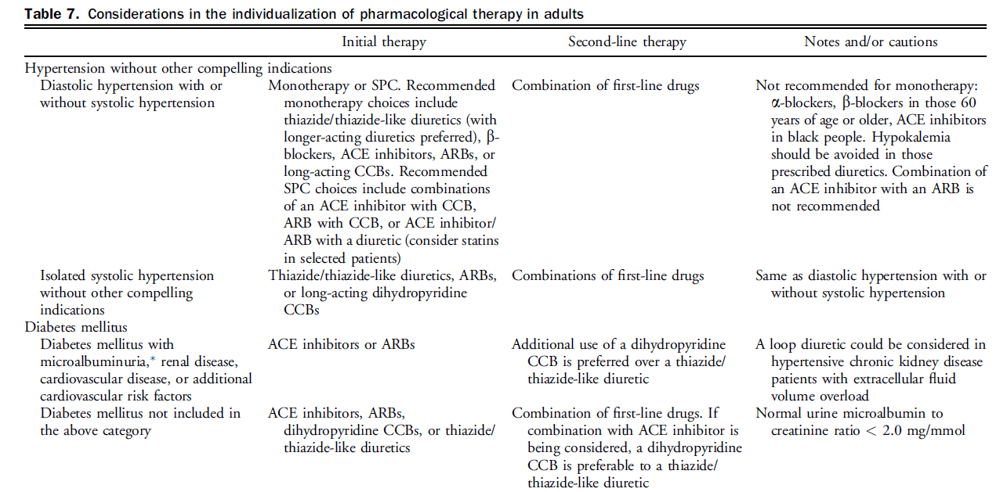 Table 7. Considerations in the individualization of pharmacological therapy in adults
Initial therapy
Second-line therapy
Notes and/or cautions
Hypertension without other compelling indications
Diastolic hypertension with or
without systolic hypertension
Monotherapy or SPC. Recommended
monotherapy choices include
thiazide/thiazide-like diuretics (with
longer-acting diuretics preferred), β-
blockers, ACE inhibitors, ARBs, or
long-acting CCBs. Recommended
SPC choices include combinations
of an ACE inhibitor with CCB,
ARB with CCB, or ACE inhibitor/
ARB with a diuretic (consider statins
in selected patients)
Combination of first-line drugs
Not recommended for monotherapy:
α-blockers, β-blockers in those 60
years of age or older, ACE inhibitors
in black people. Hypokalemia
should be avoided in those
prescribed diuretics. Combination of
an ACE inhibitor with an ARB is
not recommended
Isolated systolic hypertension
without other compelling
indications
Thiazide/thiazide-like diuretics, ARBs,
or long-acting dihydropyridine
CCBs
Combinations of first-line drugs
Same as diastolic hypertension with or
without systolic hypertension
Diabetes mellitus
Diabetes mellitus with
microalbuminuria,* renal disease,
cardiovascular disease, or additional
cardiovascular risk factors
ACE inhibitors or ARBs
Additional use of a dihydropyridine
CCB is preferred over a thiazide/
thiazide-like diuretic
A loop diuretic could be considered in
hypertensive chronic kidney disease
patients with extracellular fluid
volume overload
Diabetes mellitus not included in
the above category
ACE inhibitors, ARBs,
dihydropyridine CCBs, or thiazide/
thiazide-like diuretics
Combination of first-line drugs. If
combination with ACE inhibitor is
being considered, a dihydropyridine
CCB is preferable to a thiazide/
thiazide-like diuretic
Normal urine microalbumin to
creatinine ratio < 2.0 mg/mmol